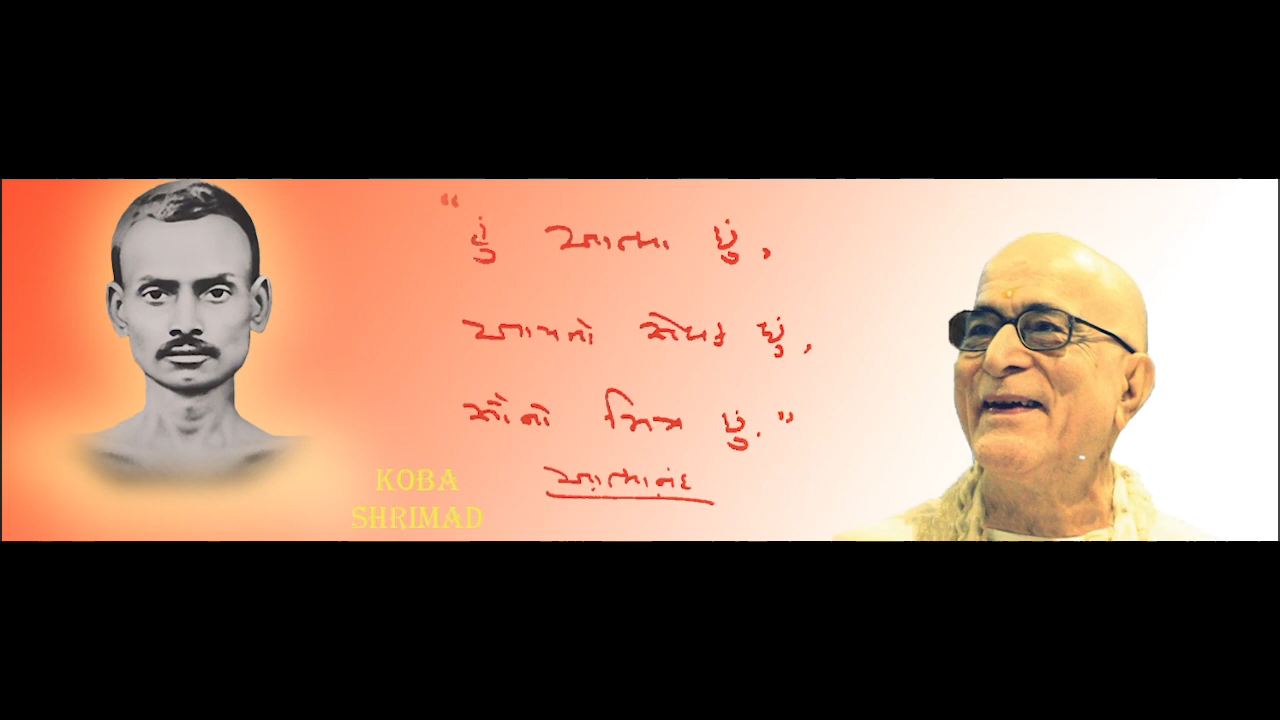 “હું આત્મા છું,
આપનો સેવક છું,
સૌનો મિત્ર છું.”
આત્માનંદ
KOBA
SHRIMAD